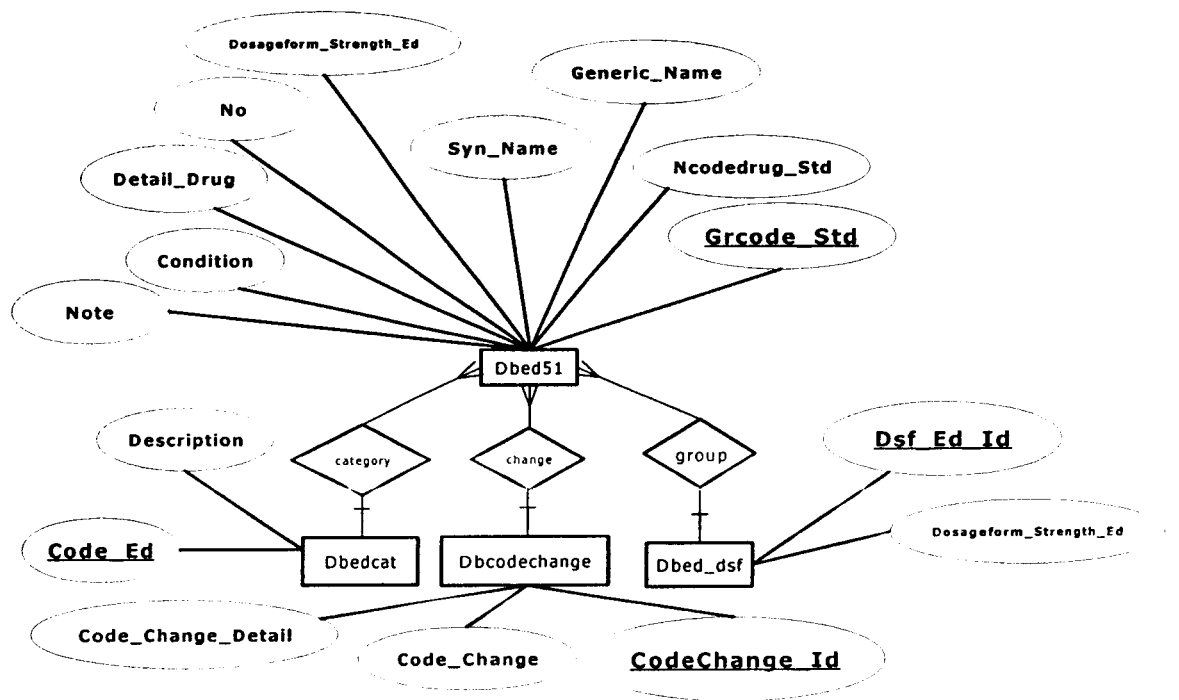 Dosageform_Strength_Ed
Generic_Name
No
Syn_Name
Ncodedrug_Std
Detail_Drug
Grcode_Std
Condition
Note
Dbed51
Description
category
change
group
Dsf_Ed_Id
Code_Ed
Dbedcat
Dbcodechange
Dbed_dsf
Dosageform_Strength_Ed
Code_Change_Detail
Code_Change
CodeChange_Id